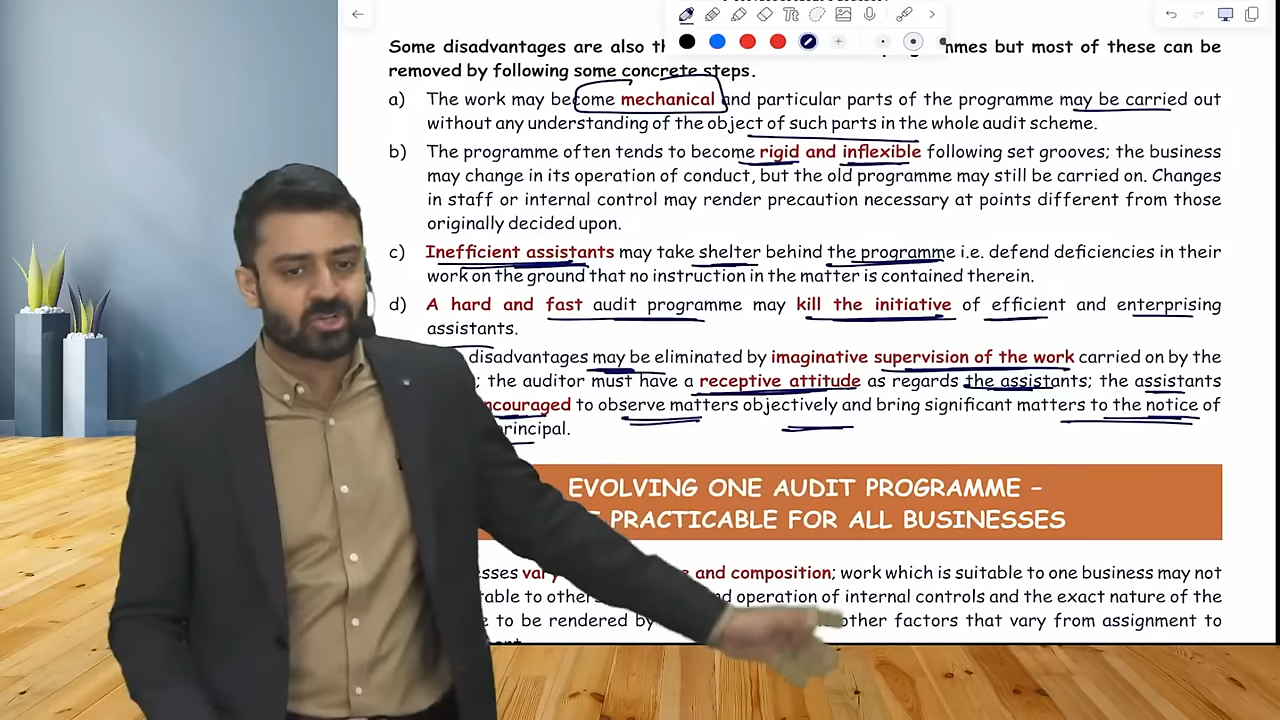 Some disadvantages are also mmes but most of these can be
removed by following some concrete steps.
a) The work may become mechanical and particular parts of the programme may be carried out
without any understanding of the object of such parts in the whole audit scheme.
b) The programme often tends to become rigid and inflexible following set grooves; the business
may change in its operation of conduct, but the old programme may still be carried on. Changes
in staff or internal control may render precaution necessary at points different from those
originally decided upon.
c) Inefficient assistants may take shelter behind the programme i.e. defend deficiencies in their
work on the ground that no instruction in the matter is contained therein.
d) A hard and fast audit programme may kill the initiative of efficient and enterprising
assistants.
disadvantages may be eliminated by imaginative supervision of the work carried on by the
; the auditor must have a receptive attitude as regards the assistants; the assistants
ncouraged to observe matters objectively and bring significant matters to the notice of
principal.
EVOLVING ONE AUDIT PROGRAMME –
PRACTICABLE FOR ALL BUSINESSES
esses and composition; work which is suitable to one business may not
table to other nd operation of internal controls and the exact nature of the
to be rendered by other factors that vary from assignment to